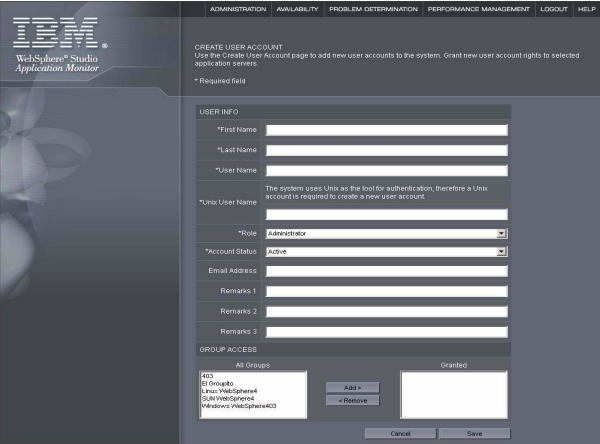 ADMINISTRATION AVAILABILITY PROBLEM DETERMINATION PERFORMANCE MANAGEMENT LOGOUT HELP
IBM®
WebSphere® Studio
Application Monitor
CREATE USER ACCOUNT
Use the Create User Account page to add new user accounts to the system. Grant new user account rights to selected
application servers.
* Required field
USER INFO
*First Name
*Last Name
*User Name
The system uses Unix as the tool for authentication, therefore a Unix
account is required to create a new user account.
*Unix User Name
*Role Administrator
*Account Status Active
Email Address
Remarks 1
Remarks 2
Remarks 3
GROUP ACCESS
All Groups Granted
403
El Grouplto
Linux WebSphere4
SUN WebSphere4
Windows WebSphere403
Add >
< Remove
Cancel Save